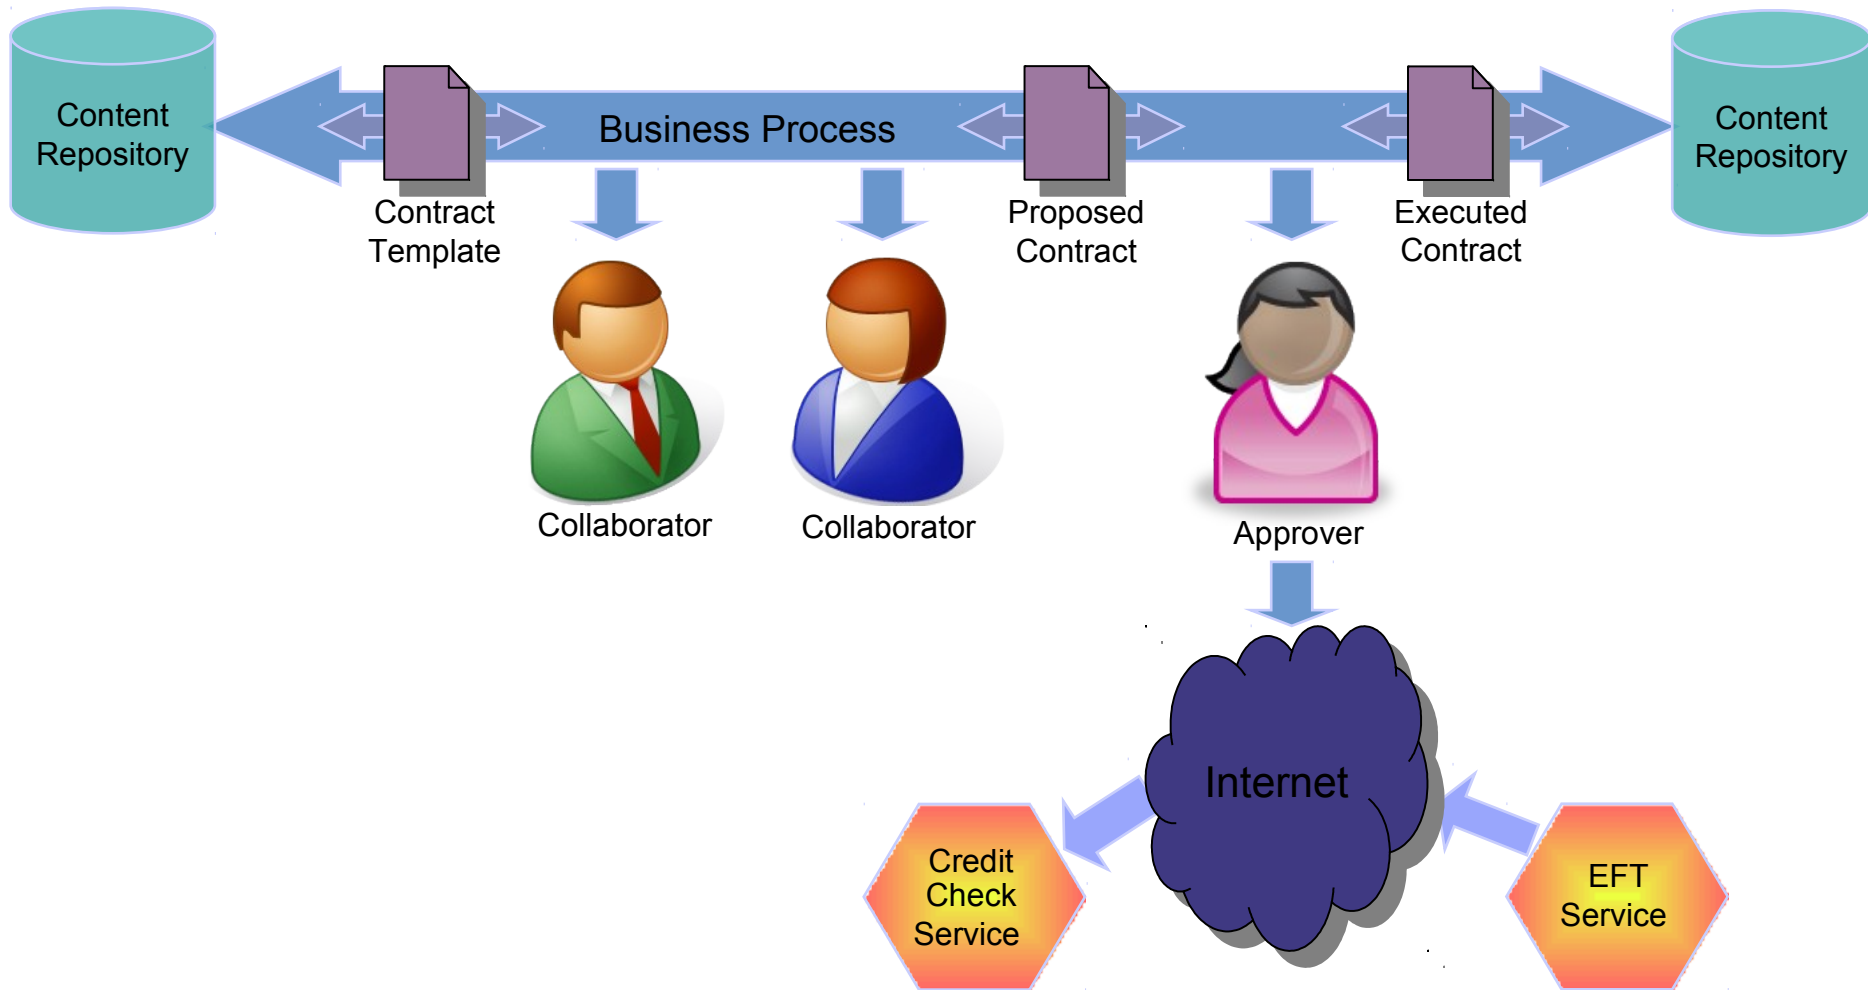 Content
Repository
Business Process
Content
Repository
Contract
Template
Proposed
Contract
Executed
Contract
Collaborator
Collaborator
Approver
Internet
Credit
Check
Service
EFT
Service